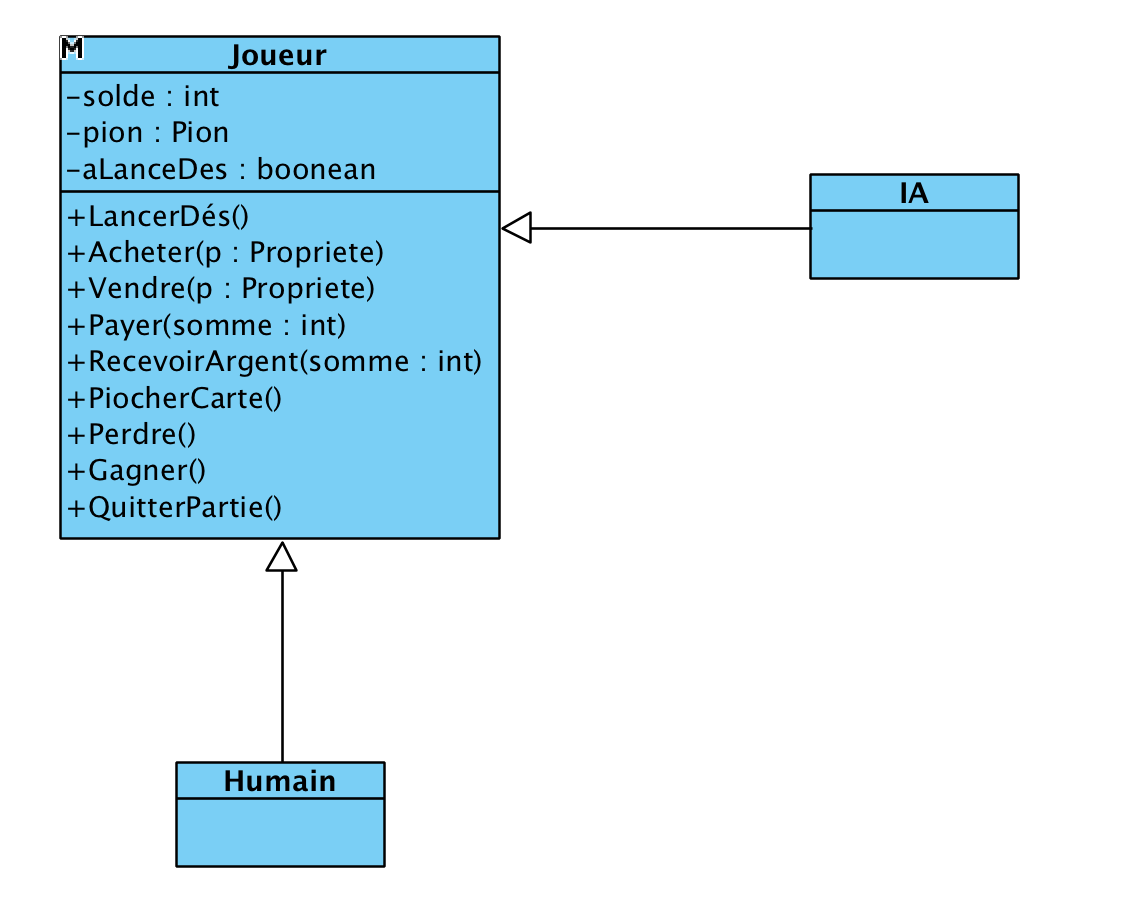 M
Joueur
-solde : int
-pion : Pion
-aLanceDes : boonean
+LancerDés()
+Acheter(p : Propriete)
+Vendre(p : Propriete)
+Payer(somme : int)
+RecevoirArgent(somme : int)
+PiocherCarte()
+Perdre()
+Gagner()
+QuitterPartie()
IA
Humain